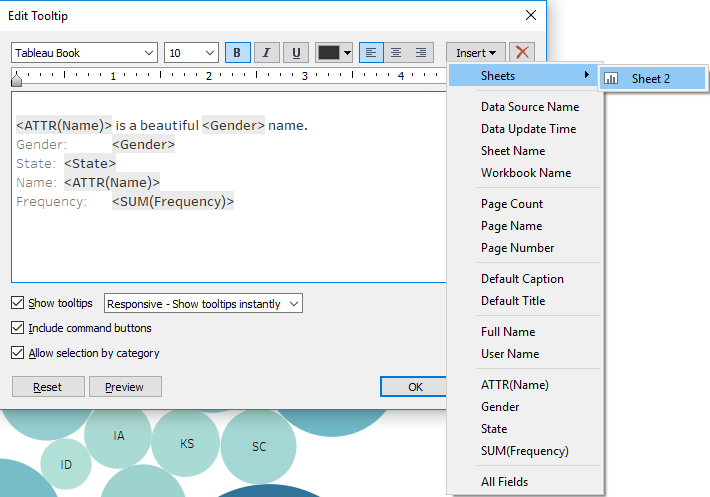 Edit Tooltip
Tableau Book 10 B I U Insert
1 2 3 4
<ATTR(Name)> is a beautiful <Gender> name.
Gender: <Gender>
State: <State>
Name: <ATTR(Name)>
Frequency: <SUM(Frequency)>
Show tooltips Responsive - Show tooltips instantly
Include command buttons
Allow selection by category
Reset Preview OK
Sheets
Sheet 2
Data Source Name
Data Update Time
Sheet Name
Workbook Name
Page Count
Page Name
Page Number
Default Caption
Default Title
Full Name
User Name
ATTR(Name)
Gender
State
SUM(Frequency)
All Fields
IA
KS
SC
ID